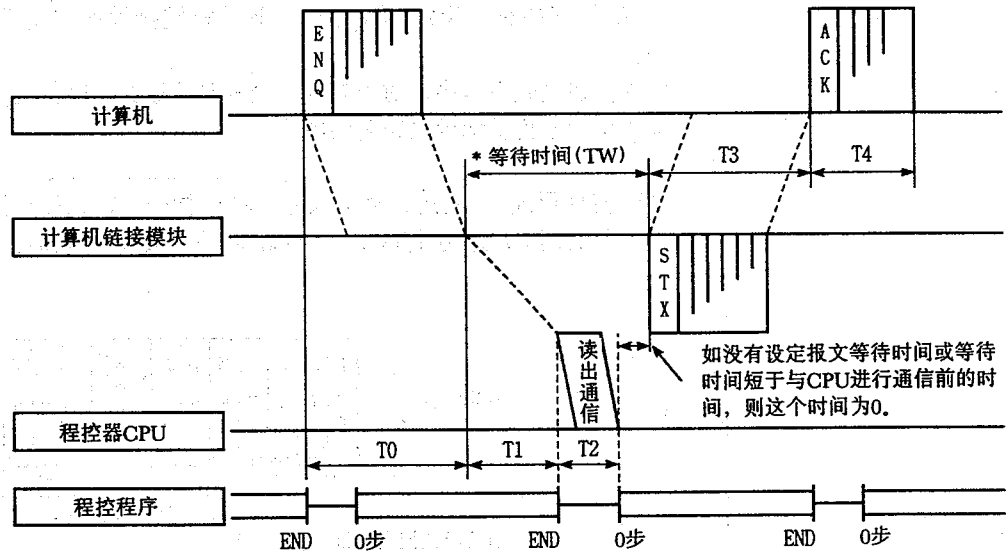 ENQ
ACK
计算机
*等待时间(TW)
T3
T4
计算机链接模块
STX
读出通信
如没有设定报文等待时间或等待
时间短于与CPU进行通信前的时
间，则这个时间为0。
程控器CPU
T0
T1
T2
程控程序
END
0步
END
0步
END
0步